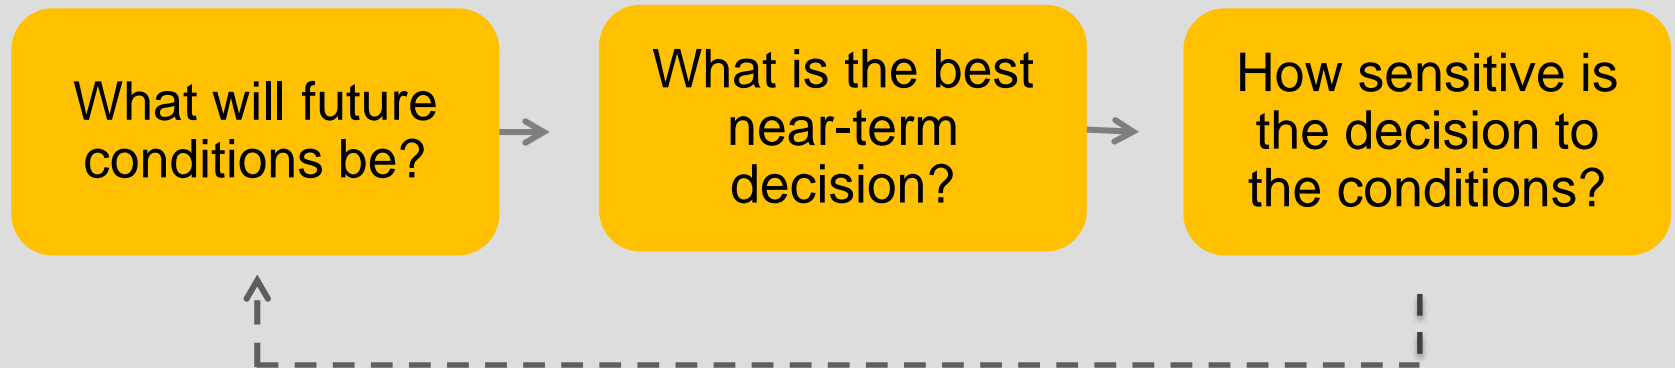 What will future
conditions be?
What is the best
near-term
decision?
How sensitive is
the decision to
the conditions?